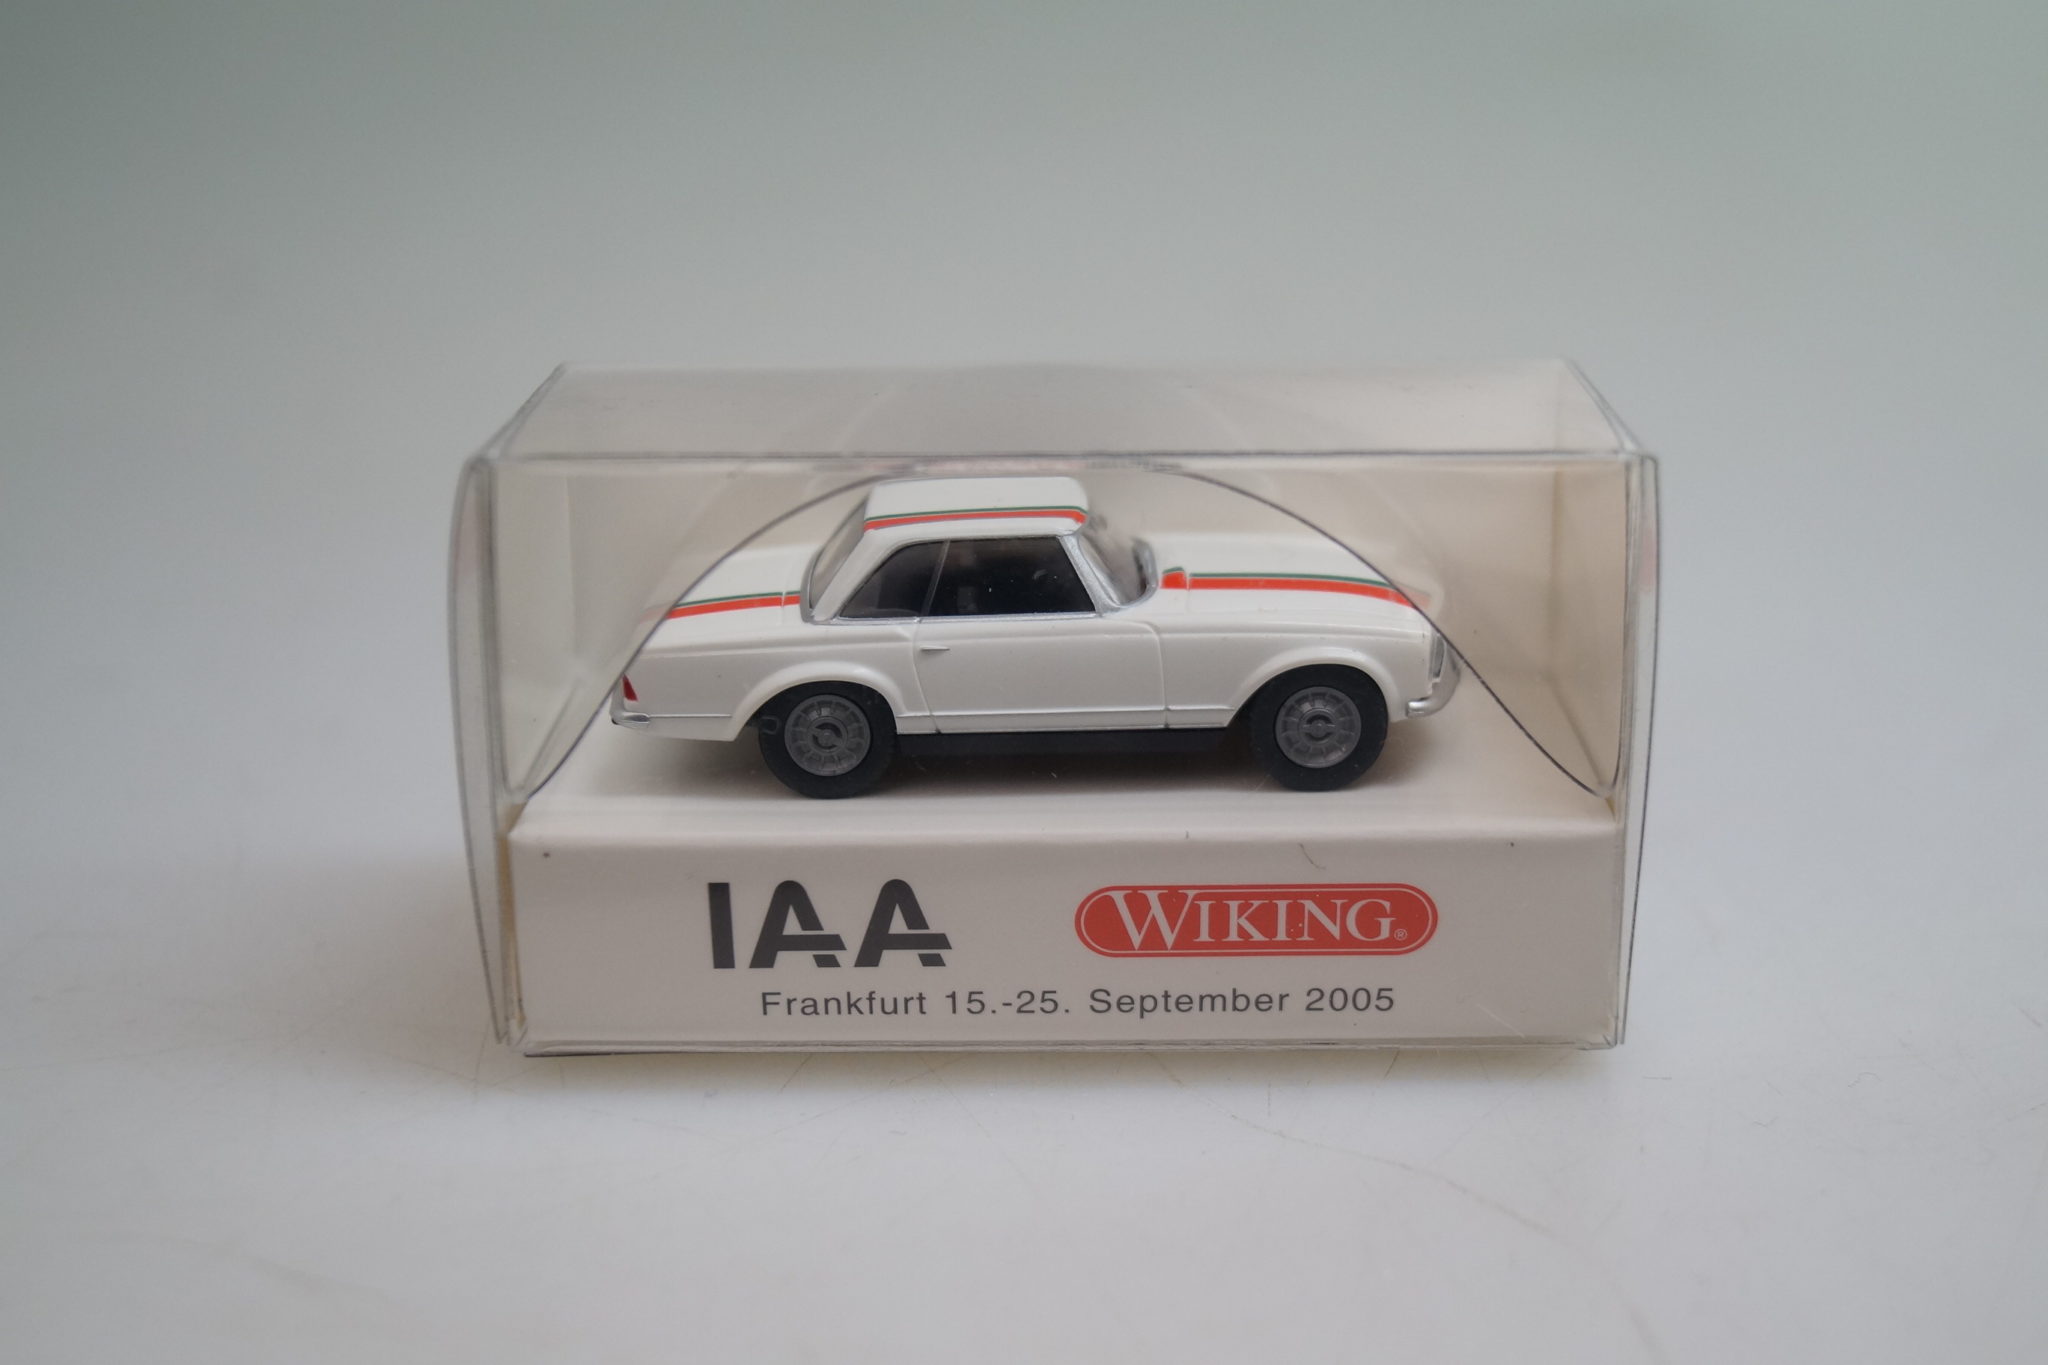 IAA WIKING®
Frankfurt 15.-25. September 2005